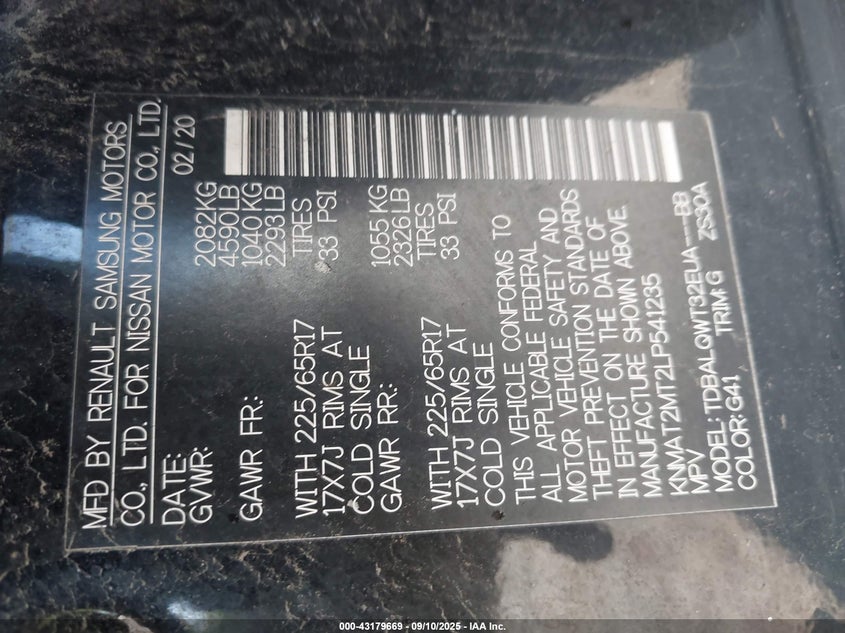 MFD BY RENAULT SAMSUNG MOTORS
CO., LTD. FOR NISSAN MOTOR CO., LTD.
DATE: 02/20
GVWR: 2082KG
4590LB
GAWR FR: 1040KG
2293LB
WITH 225/65R17 TIRES
17X7J RIMS AT 33 PSI
COLD SINGLE
GAWR RR: 1055KG
2326LB
WITH 225/65R17 TIRES
17X7J RIMS AT 33 PSI
COLD SINGLE
THIS VEHICLE CONFORMS TO
ALL APPLICABLE FEDERAL
MOTOR VEHICLE SAFETY AND
THEFT PREVENTION STANDARDS
IN EFFECT ON THE DATE OF
MANUFACTURE SHOWN ABOVE.
KNMAT2MT2LP541235
MPV
MODEL: TDBALQWT32EUA---BB
COLOR: G41 TRIM: G ZS30A
000-43179669 - 09/10/2025 - IAA Inc.